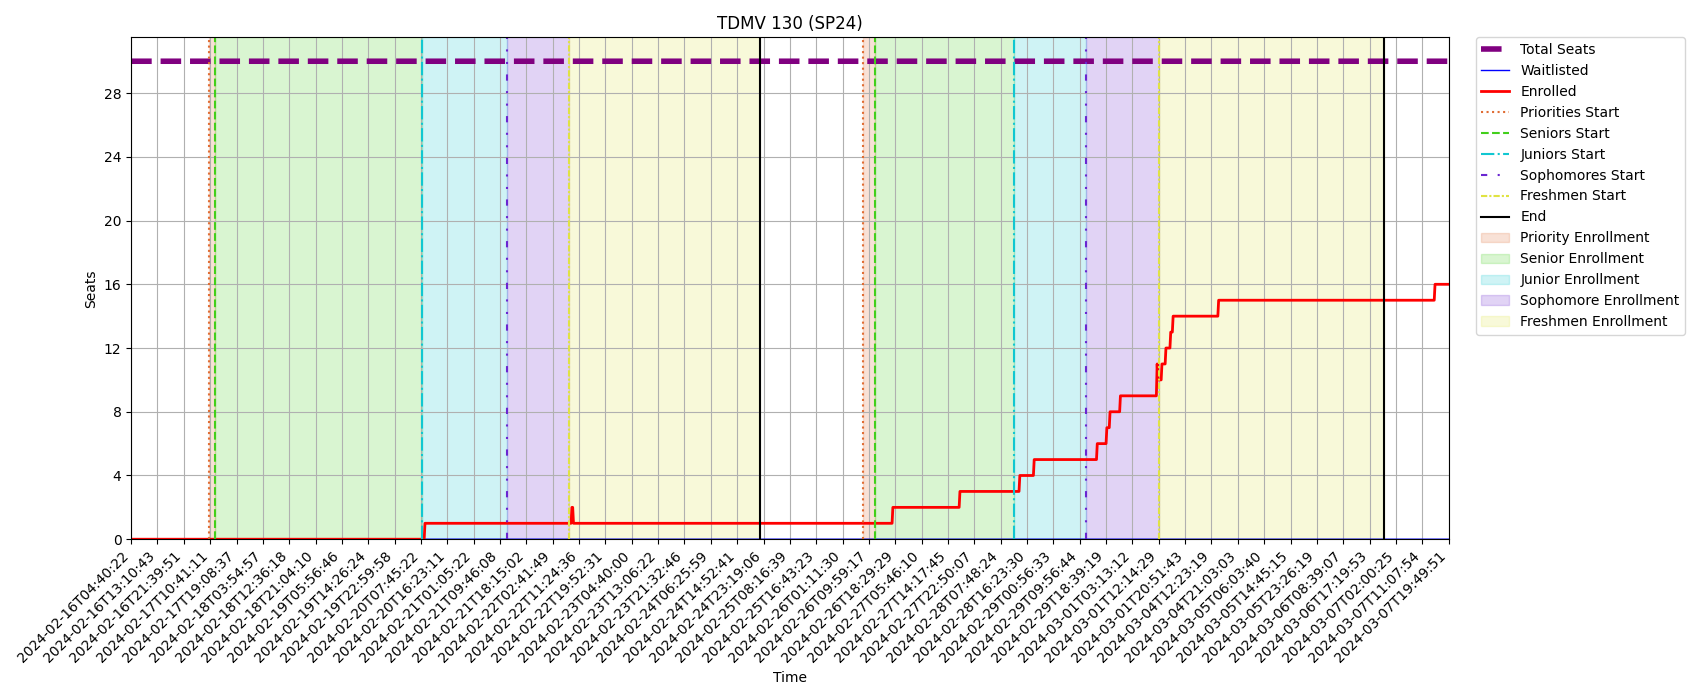 TDMV 130 (SP24)
Seats
28
24
20
16
12
8
4
0
2024-02-16T04:40:22
2024-02-16T13:10:43
2024-02-16T21:39:51
2024-02-17T10:41:11
2024-02-17T19:08:37
2024-02-18T03:54:57
2024-02-18T12:36:18
2024-02-18T21:04:10
2024-02-19T05:56:46
2024-02-19T14:26:24
2024-02-19T22:59:58
2024-02-20T07:45:22
2024-02-20T16:23:11
2024-02-21T01:05:22
2024-02-21T09:46:08
2024-02-21T18:15:02
2024-02-22T02:41:49
2024-02-22T11:24:36
2024-02-22T19:52:31
2024-02-23T04:40:00
2024-02-23T13:06:22
2024-02-23T21:32:46
2024-02-24T06:25:59
2024-02-24T14:52:41
2024-02-24T23:19:06
2024-02-25T08:16:39
2024-02-25T16:43:23
2024-02-26T01:11:30
2024-02-26T09:59:17
2024-02-26T18:29:29
2024-02-27T05:46:10
2024-02-27T14:17:45
2024-02-27T22:50:07
2024-02-28T07:48:24
2024-02-28T16:23:30
2024-02-29T00:56:33
2024-02-29T09:56:44
2024-02-29T18:39:19
2024-03-01T03:13:12
2024-03-01T12:14:29
2024-03-01T20:51:43
2024-03-04T12:23:19
2024-03-04T21:03:03
2024-03-05T06:03:40
2024-03-05T14:45:15
2024-03-05T23:26:19
2024-03-06T08:39:07
2024-03-06T17:19:53
2024-03-07T02:00:25
2024-03-07T11:07:54
2024-03-07T19:49:51
Time
Total Seats
Waitlisted
Enrolled
Priorities Start
Seniors Start
Juniors Start
Sophomores Start
Freshmen Start
End
Priority Enrollment
Senior Enrollment
Junior Enrollment
Sophomore Enrollment
Freshmen Enrollment